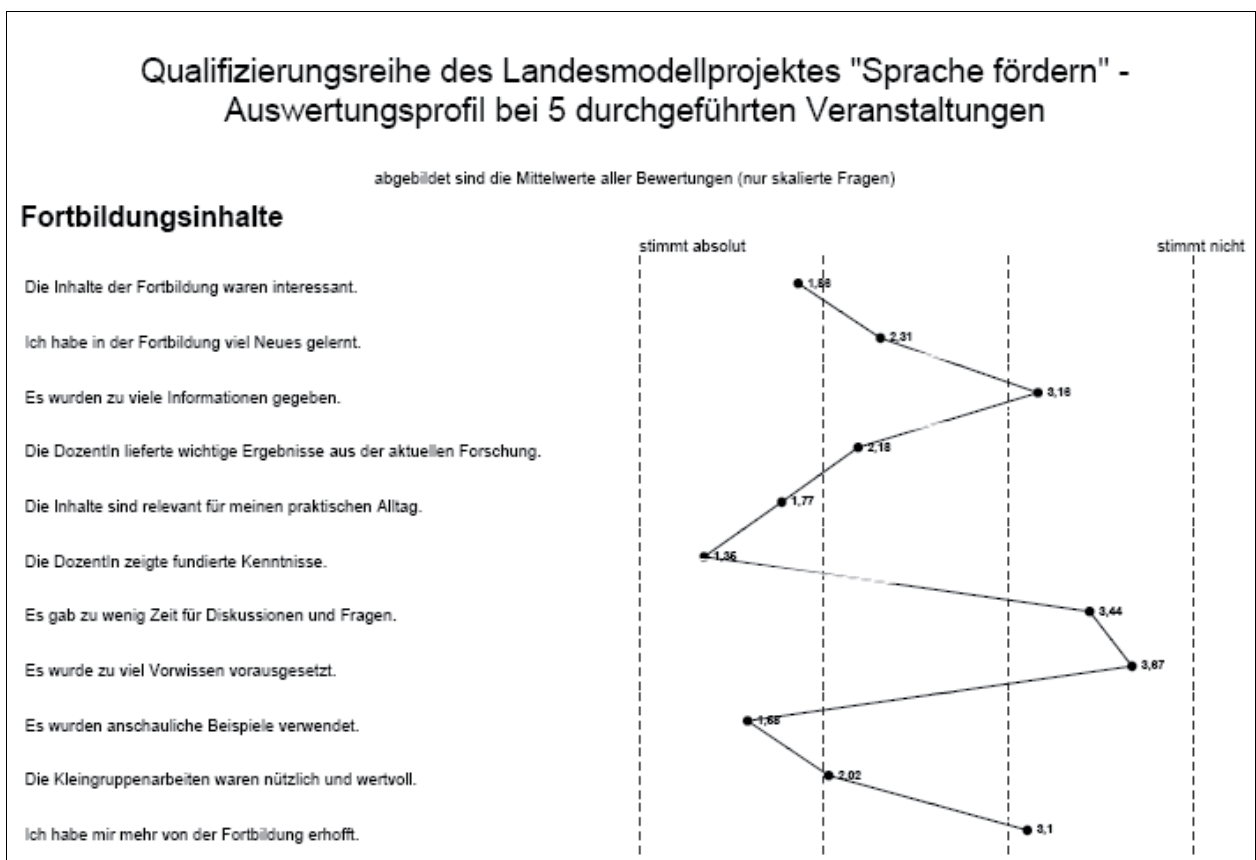 Qualifizierungsreihe des Landesmodellprojektes "Sprache fördern" -
Auswertungsprofil bei 5 durchgeführten Veranstaltungen
abgebildet sind die Mittelwerte aller Bewertungen (nur skalierte Fragen)
Fortbildungsinhalte
stimmt absolut stimmt nicht
Die Inhalte der Fortbildung waren interessant. 1,86
Ich habe in der Fortbildung viel Neues gelernt. 2,31
Es wurden zu viele Informationen gegeben. 3,16
Die DozentIn lieferte wichtige Ergebnisse aus der aktuellen Forschung. 2,18
Die Inhalte sind relevant für meinen praktischen Alltag. 1,77
Die DozentIn zeigte fundierte Kenntnisse.
Es gab zu wenig Zeit für Diskussionen und Fragen. 3,44
Es wurde zu viel Vorwissen vorausgesetzt. 3,67
Es wurden anschauliche Beispiele verwendet.
Die Kleingruppenarbeiten waren nützlich und wertvoll. 2,02
Ich habe mir mehr von der Fortbildung erhofft. 3,1